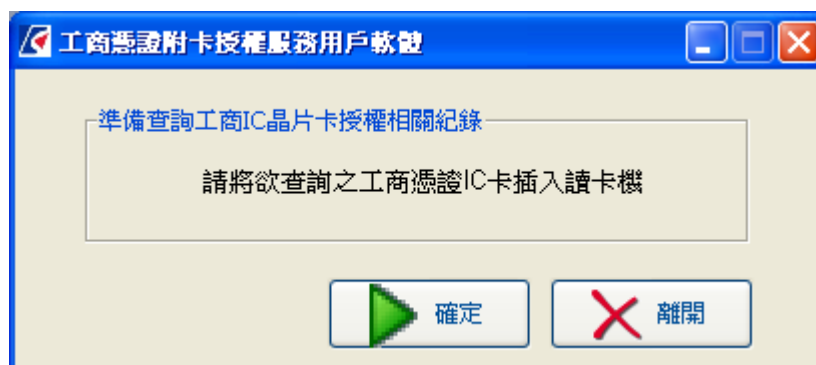 工商憑證附卡授權服務用戶軟體
準備查詢工商IC晶片卡授權相關紀錄
請將欲查詢之工商憑證IC卡插入讀卡機
確定
離開